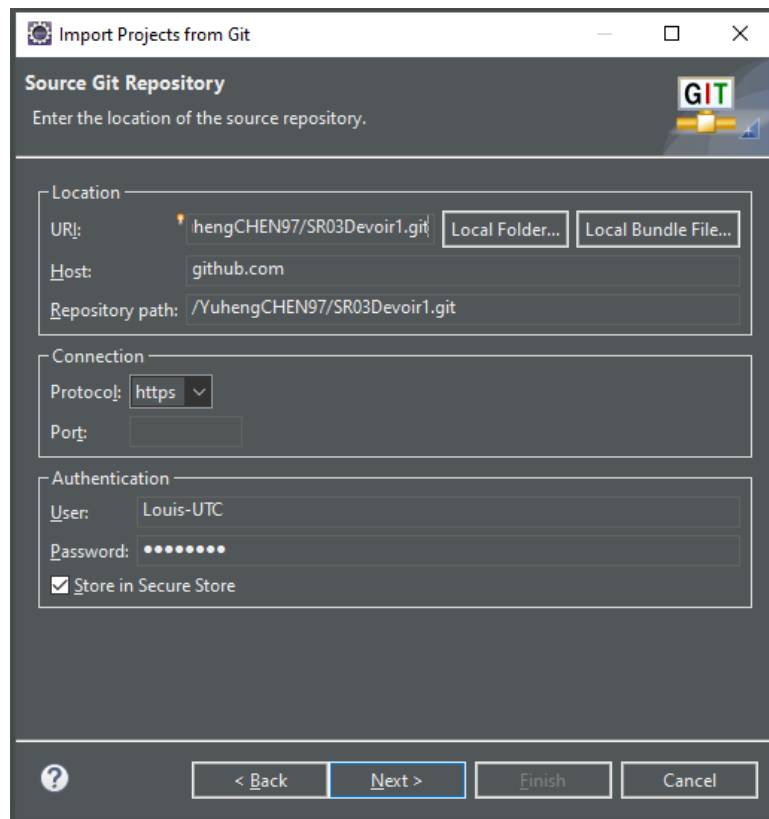 Import Projects from Git
Source Git Repository
Enter the location of the source repository.
GIT
Location
URI: hengCHEN97/SR03Devoir1.git Local Folder... Local Bundle File...
Host: github.com
Repository path: /YuhengCHEN97/SR03Devoir1.git
Connection
Protocol: https
Port:
Authentication
User: Louis-UTC
Password: ●●●●●●●●
Store in Secure Store
? < Back Next > Finish Cancel